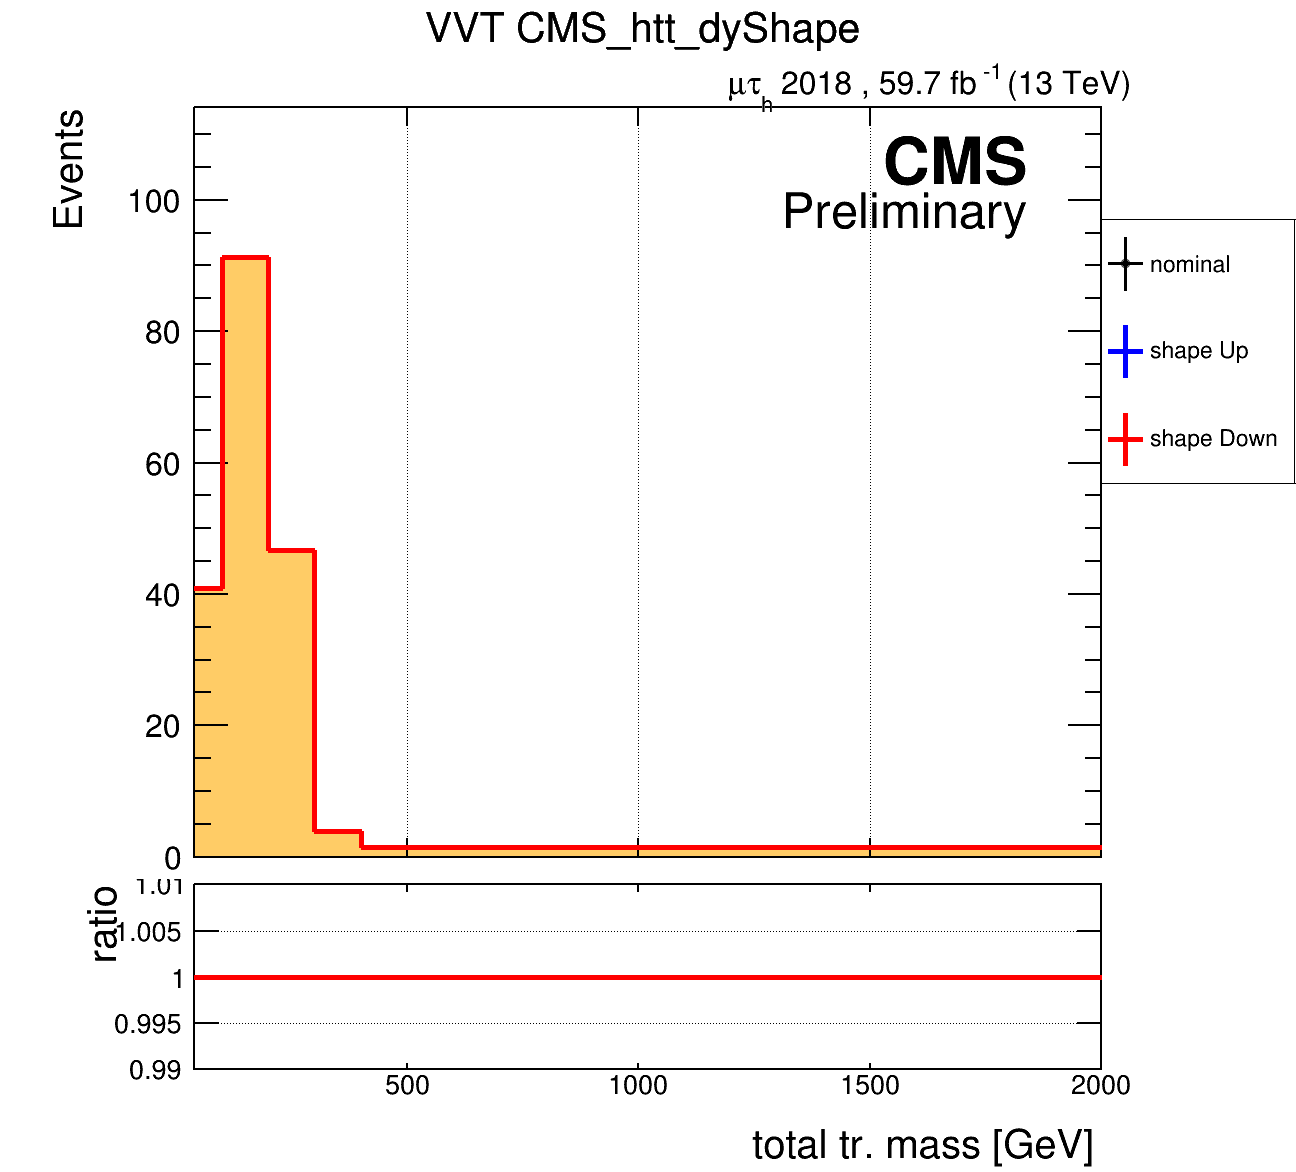 VVT CMS_htt_dyShape
μτh 2018 , 59.7 fb-1 (13 TeV)
Events
CMS
Preliminary
100
80
60
40
20
0
nominal
shape Up
shape Down
ratio
1.01
1.005
1
0.995
0.99
500 1000 1500 2000
total tr. mass [GeV]